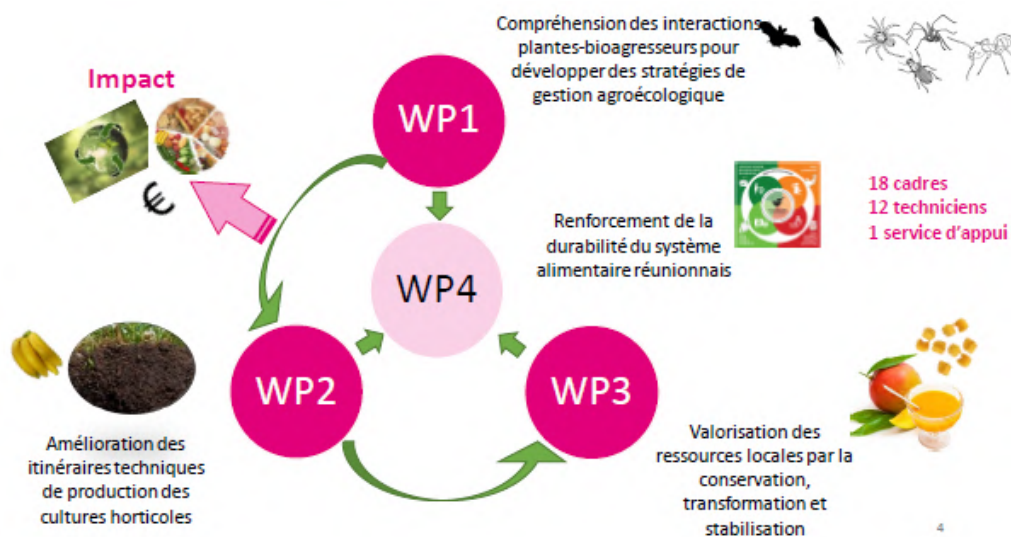 Compréhension des interactions
plantes-bioagresseurs pour
développer des stratégies de
gestion agroécologique
Impact
WP1
€
18 cadres
12 techniciens
1 service d'appui
Renforcement de la
durabilité du système
alimentaire réunionnais
WP4
WP2
WP3
Amélioration des
itinéraires techniques
de production des
cultures horticoles
Valorisation des
ressources locales par la
conservation,
transformation et
stabilisation
4